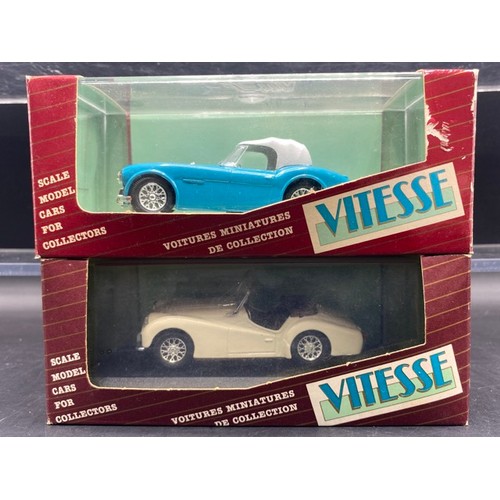 SCALE
MODEL
CARS
FOR
COLLECTORS
VOITURES MINIATURES
DE COLLECTION
VITESSE
SCALE
MODEL
CARS
FOR
COLLECTORS
VOITURES MINIATURES
DE COLLECTION
VITESSE